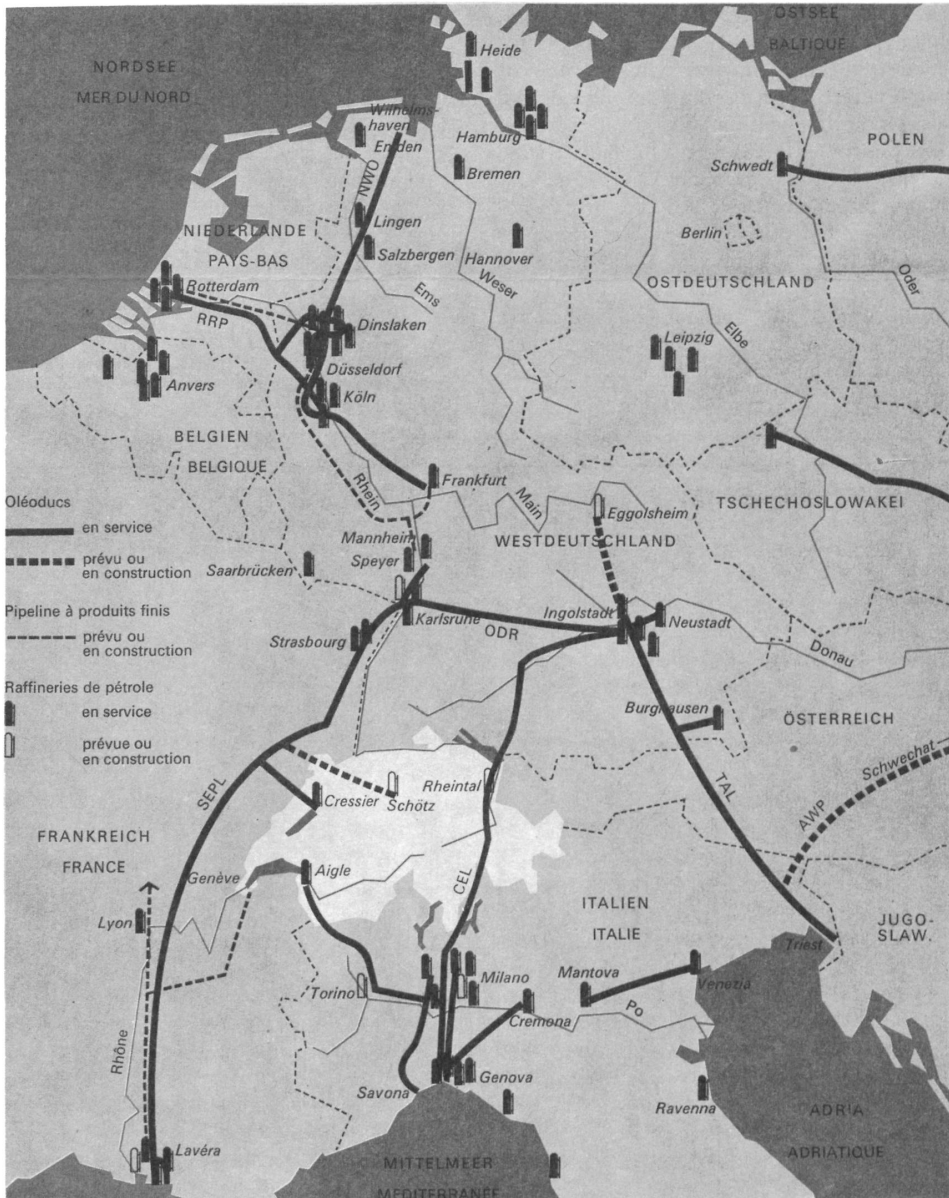 OSTSEE
BALTIQUE
NORDSEE
MER DU NORD
Heide
Wilhelms-
haven
Emden
Hamburg
Bremen
POLEN
Schwedt
NWO
Lingen
Salzbergen
Hannover
Berlin
NIEDERLANDE
PAYS-BAS
OSTDEUTSCHLAND
Oder
Rotterdam
RRP
Ems
Weser
Elbe
Dinslaken
Leipzig
Düsseldorf
Köln
Anvers
BELGIEN
BELGIQUE
Rhein
Frankfurt
Main
Eggolsheim
TSCHECHOSLOWAKEI
WESTDEUTSCHLAND
Oléoducs
en service
prévu ou
en construction
Mannheim
Speyer
Saarbrücken
Karlsruhe
Pipeline à produits finis
prévu ou
en construction
Strasbourg
ODR
Ingolstadt
Neustadt
Donau
Raffineries de pétrole
en service
prévue ou
en construction
Burghausen
ÖSTERREICH
Schwechat
AWP
TAL
SEPL
Cressier
Schötz
Rheintal
FRANKREICH
FRANCE
Genève
Aigle
CEL
ITALIEN
ITALIE
JUGO-
SLAW.
Lyon
Triest
Torino
Milano
Mantova
Venezia
Cremona
Po
Rhône
Savona
Genova
Ravenna
Lavéra
MITTELMEER
MEDITERRANÉE
ADRIA
ADRIATIQUE